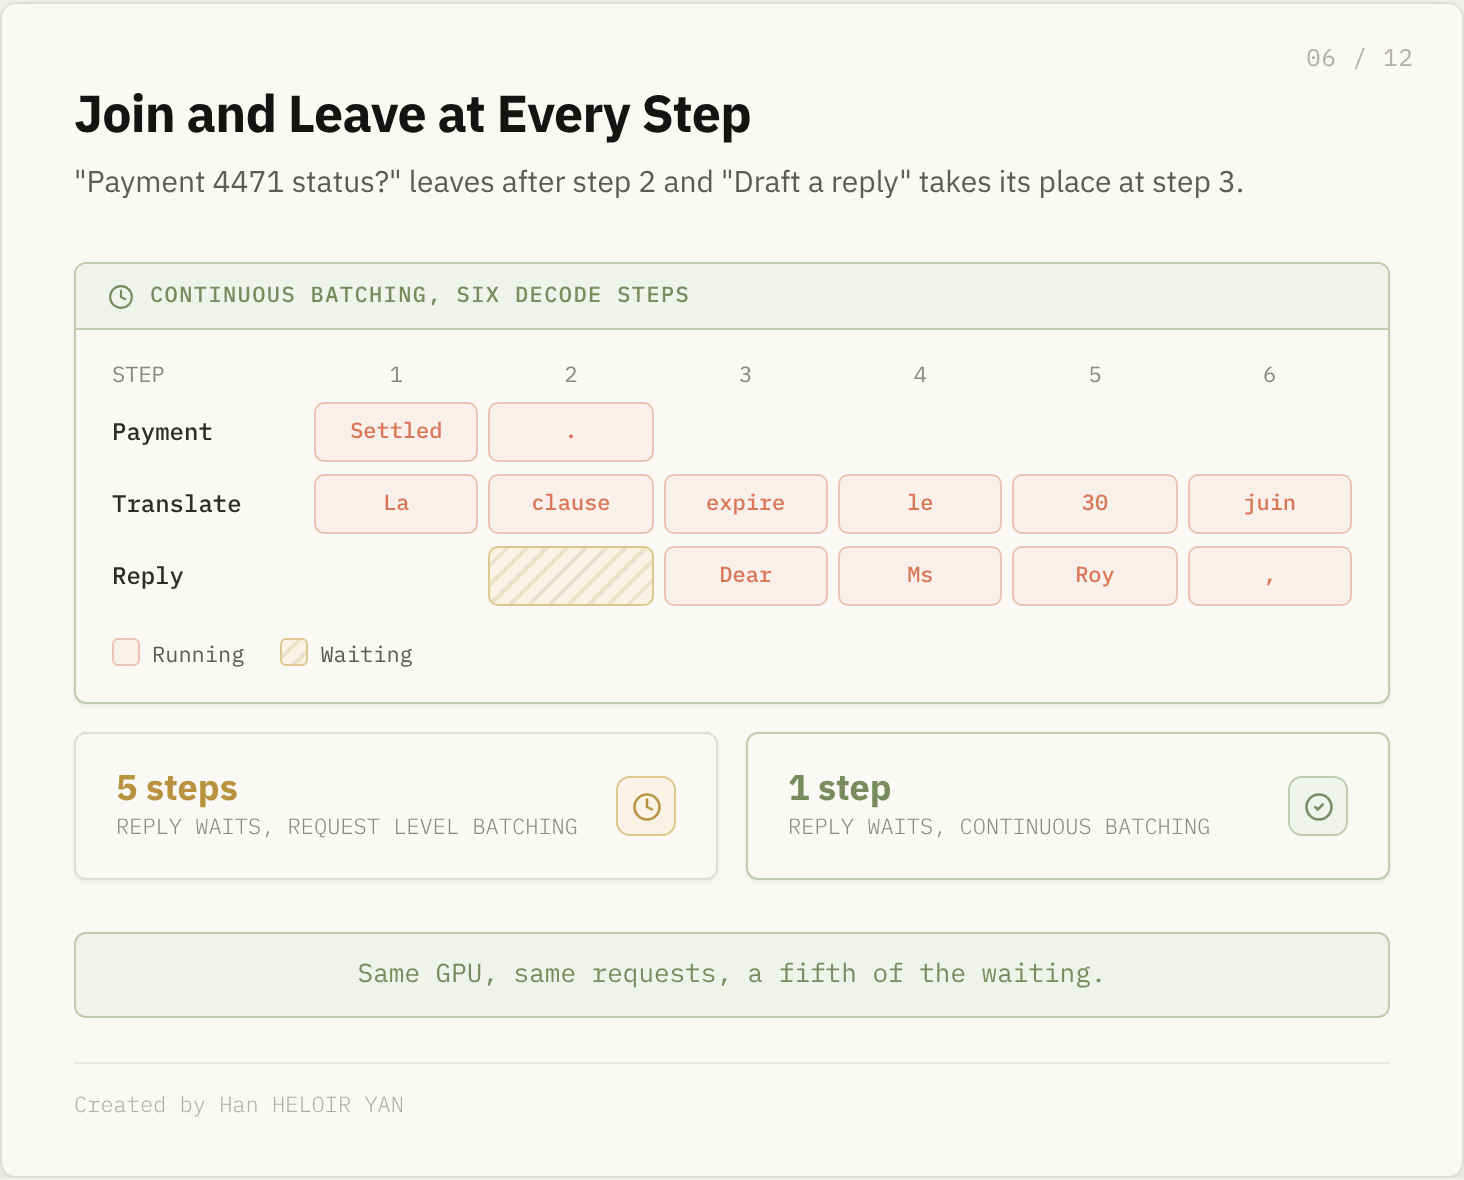 06 / 12
Join and Leave at Every Step
"Payment 4471 status?" leaves after step 2 and "Draft a reply" takes its place at step 3.
CONTINUOUS BATCHING, SIX DECODE STEPS
STEP 1 2 3 4 5 6
Payment Settled .
Translate La clause expire le 30 juin
Reply Dear Ms Roy ,
Running Waiting
5 steps
REPLY WAITS, REQUEST LEVEL BATCHING
1 step
REPLY WAITS, CONTINUOUS BATCHING
Same GPU, same requests, a fifth of the waiting.
Created by Han HELOIR YAN